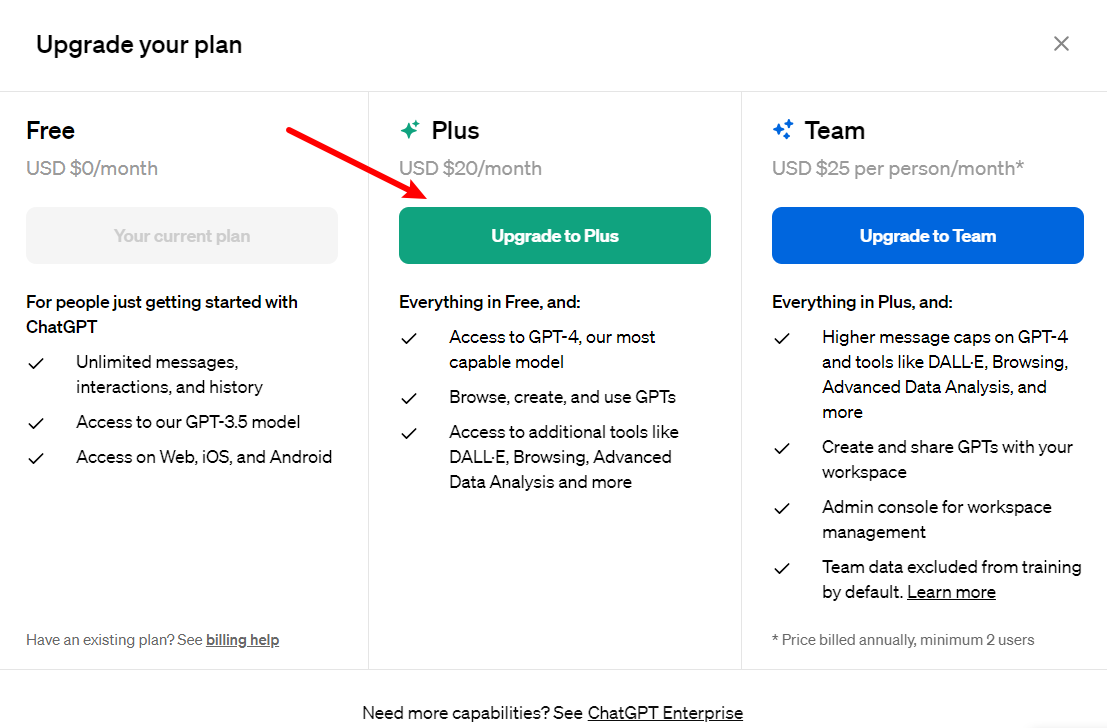 Upgrade your plan
Free
USD $0/month
Your current plan
For people just getting started with
ChatGPT
Unlimited messages,
interactions, and history
Access to our GPT-3.5 model
Access on Web, iOS, and Android
Have an existing plan? See billing help
Plus
USD $20/month
Upgrade to Plus
Everything in Free, and:
Access to GPT-4, our most
capable model
Browse, create, and use GPTs
Access to additional tools like
DALL·E, Browsing, Advanced
Data Analysis and more
Team
USD $25 per person/month*
Upgrade to Team
Everything in Plus, and:
Higher message caps on GPT-4
and tools like DALL·E, Browsing,
Advanced Data Analysis, and
more
Create and share GPTs with your
workspace
Admin console for workspace
management
Team data excluded from training
by default. Learn more
* Price billed annually, minimum 2 users
Need more capabilities? See ChatGPT Enterprise